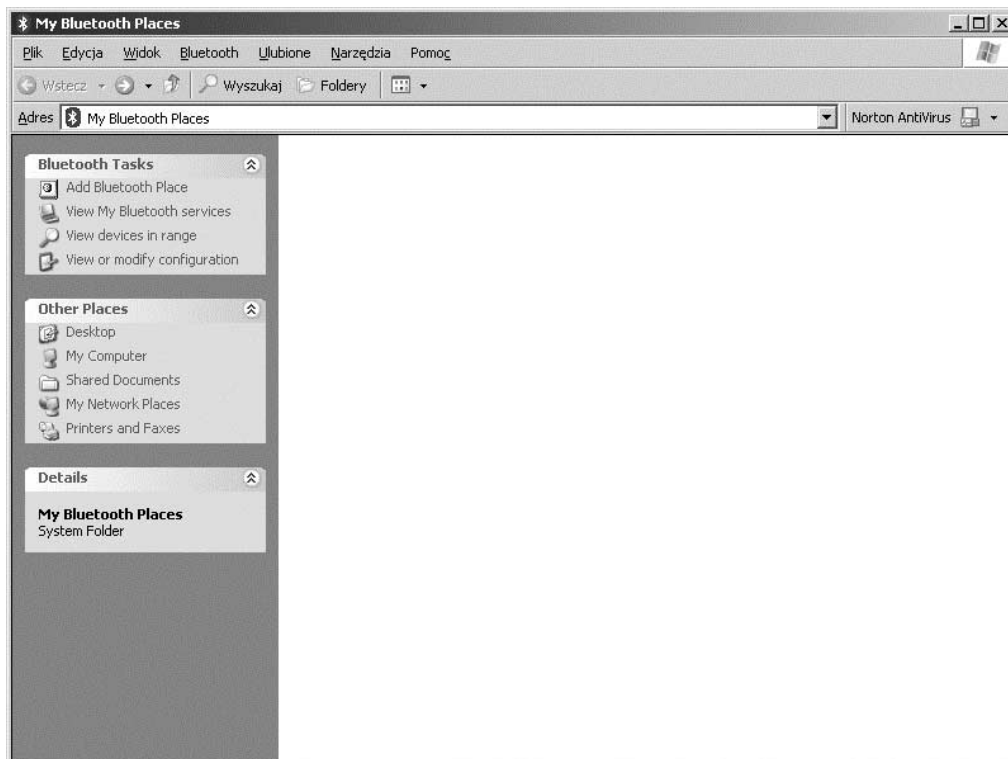 My Bluetooth Places
Plik Edycja Widok Bluetooth Ulubione Narzędzia Pomoc
Wstecz Wyszukaj Foldery
Adres My Bluetooth Places Norton AntiVirus
Bluetooth Tasks
Add Bluetooth Place
View My Bluetooth services
View devices in range
View or modify configuration
Other Places
Desktop
My Computer
Shared Documents
My Network Places
Printers and Faxes
Details
My Bluetooth Places
System Folder